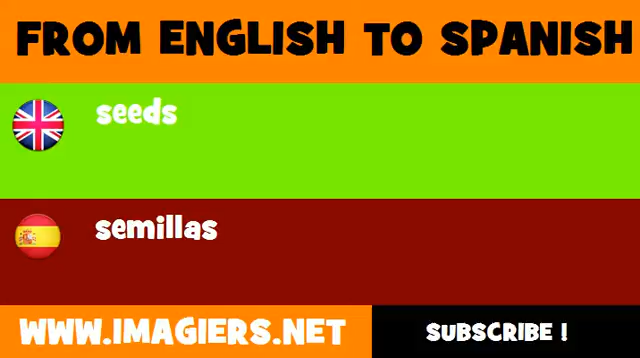 FROM ENGLISH TO SPANISH
seeds
semillas
WWW.IMAGIERS.NET
SUBSCRIBE !